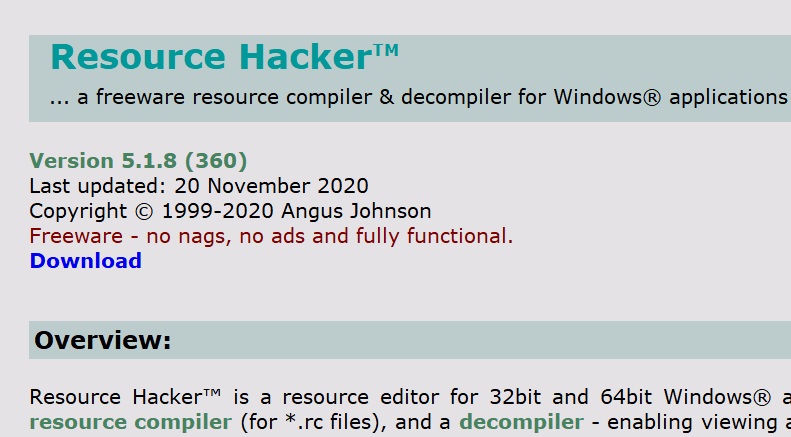 Resource Hacker™
... a freeware resource compiler & decompiler for Windows® applications
Version 5.1.8 (360)
Last updated: 20 November 2020
Copyright © 1999-2020 Angus Johnson
Freeware - no nags, no ads and fully functional.
Download
Overview:
Resource Hacker™ is a resource editor for 32bit and 64bit Windows®
resource compiler (for *.rc files), and a decompiler - enabling viewing